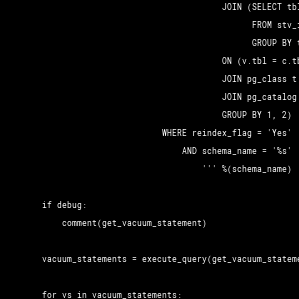 JOIN (SELECT tbl
FROM stv_
GROUP BY
ON (v.tbl = c.tb
JOIN pg_class t
JOIN pg_catalog
GROUP BY 1, 2)
WHERE reindex_flag = 'Yes'
AND schema_name = '%s'
''' %(schema_name)
if debug:
comment(get_vacuum_statement)
vacuum_statements = execute_query(get_vacuum_stateme
for vs in vacuum_statements: